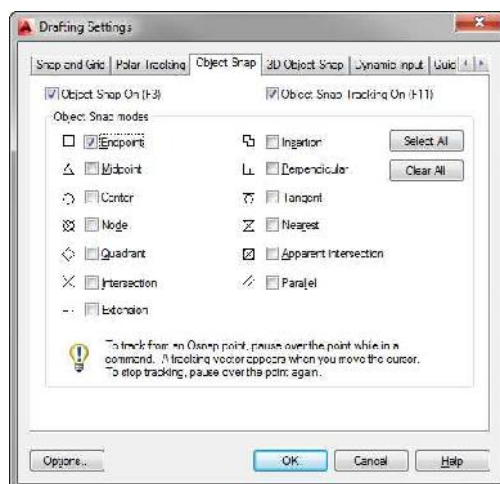 Drafting Settings
Snap and Grid Polar Tracking Object Snap 3D Object Snap Dynamic Input Quic
Object Snap On (F3) Object Snap Tracking On (F11)
Object Snap modes
Endpoint
Midpoint
Center
Node
Quadrant
Intersection
Extension
Insertion
Perpendicular
Tangent
Nearest
Apparent Intersection
Parallel
Select All
Clear All
To track from an Osnap point, pause over the point while in a
command. A tracking vector appears when you move the cursor.
To stop tracking, pause over the point again.
Options...
OK
Cancel
Help